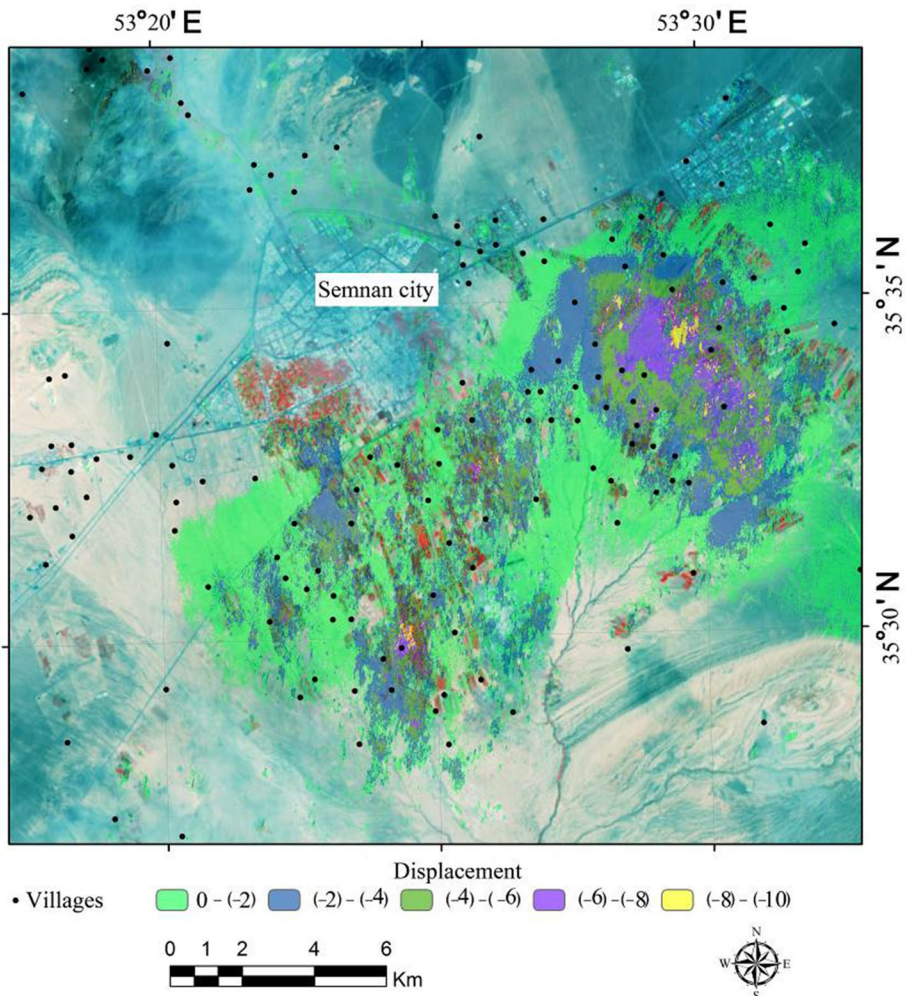 53°20' E
53°30' E
Semnan city
35°35' N
35°30' N
Displacement
• Villages
0 – (-2)
(-2) – (-4)
(-4) – (-6)
(-6) – (-8)
(-8) – (-10)
0 1 2 4 6
Km
N
W
E
S